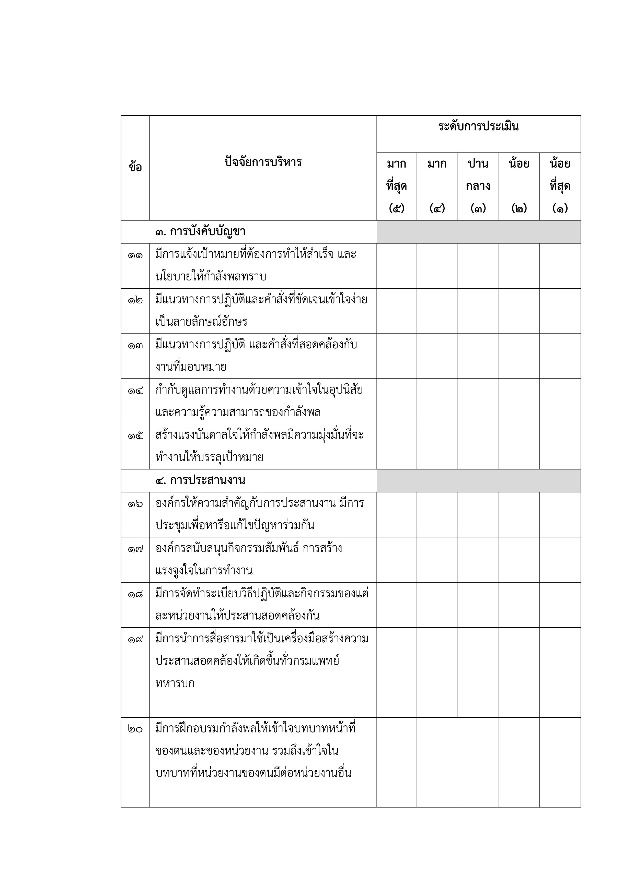 ระดับการประเมิน
ข้อ ปัจจัยการบริหาร มาก มาก ปาน น้อย น้อย
ที่สุด กลาง ที่สุด
(๕) (๔) (๓) (๒) (๑)
๓. การบังคับบัญชา
๑๑ มีการแจ้งเป้าหมายที่ต้องการทำให้สำเร็จ และ
นโยบายให้กำลังพลทราบ
๑๒ มีแนวทางการปฏิบัติและคำสั่งที่ชัดเจนเข้าใจง่าย
เป็นลายลักษณ์อักษร
๑๓ มีแนวทางการปฏิบัติ และคำสั่งที่สอดคล้องกับ
งานที่มอบหมาย
๑๔ กำกับดูแลการทำงานด้วยความเข้าใจในอุปนิสัย
และความรู้ความสามารถของกำลังพล
๑๕ สร้างแรงบันดาลใจให้กำลังพลมีความมุ่งมั่นที่จะ
ทำงานให้บรรลุเป้าหมาย
๔. การประสานงาน
๑๖ องค์กรให้ความสำคัญกับการประสานงาน มีการ
ประชุมเพื่อหารือแก้ไขปัญหาร่วมกัน
๑๗ องค์กรสนับสนุนกิจกรรมสัมพันธ์ การสร้าง
แรงจูงใจในการทำงาน
๑๘ มีการจัดทำระเบียบวิธีปฏิบัติและกิจกรรมของแต่
ละหน่วยงานให้ประสานสอดคล้องกัน
๑๙ มีการนำการสื่อสารมาใช้เป็นเครื่องมือสร้างความ
ประสานสอดคล้องให้เกิดขึ้นทั่วกรมแพทย์
ทหารบก
๒๐ มีการฝึกอบรมกำลังพลให้เข้าใจบทบาทหน้าที่
ของตนและของหน่วยงาน รวมถึงเข้าใจใน
บทบาทที่หน่วยงานของตนมีต่อหน่วยงานอื่น